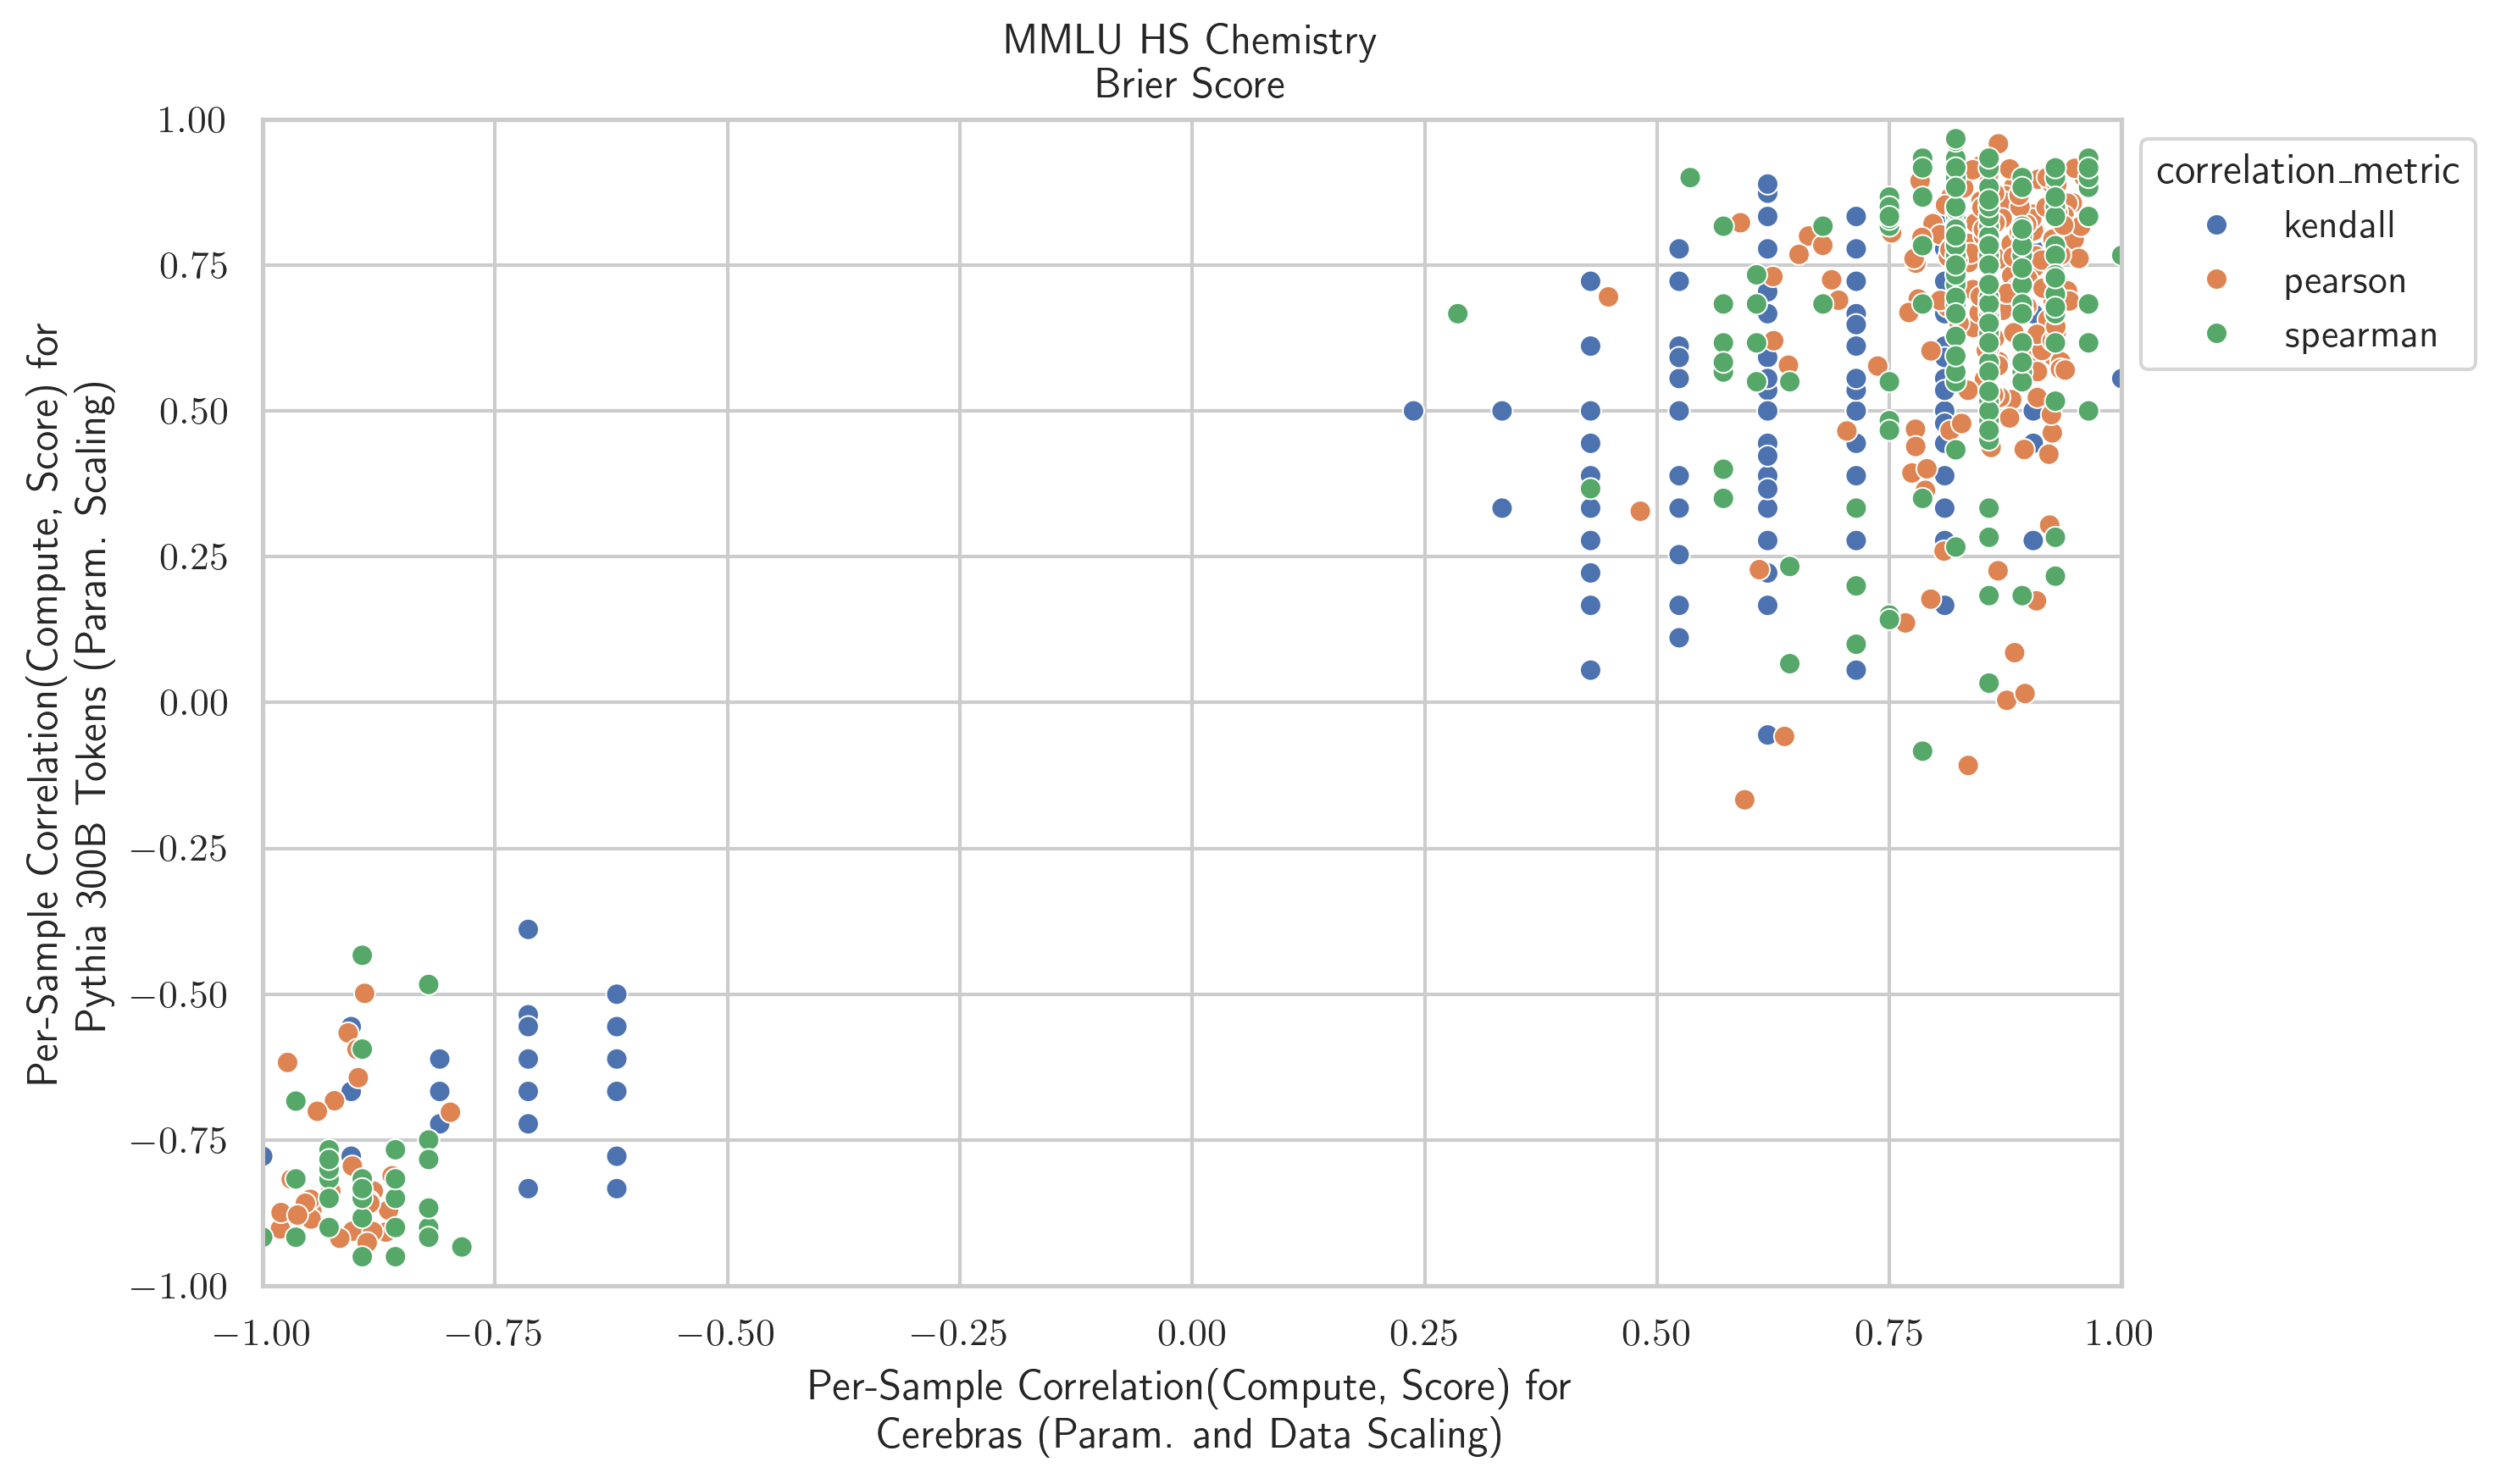 MMLU HS Chemistry
Brier Score
Per-Sample Correlation(Compute, Score) for
Pythia 300B Tokens (Param. Scaling)
1.00
0.75
0.50
0.25
0.00
−0.25
−0.50
−0.75
−1.00
correlation_metric
kendall
pearson
spearman
−1.00 −0.75 −0.50 −0.25 0.00 0.25 0.50 0.75 1.00
Per-Sample Correlation(Compute, Score) for
Cerebras (Param. and Data Scaling)